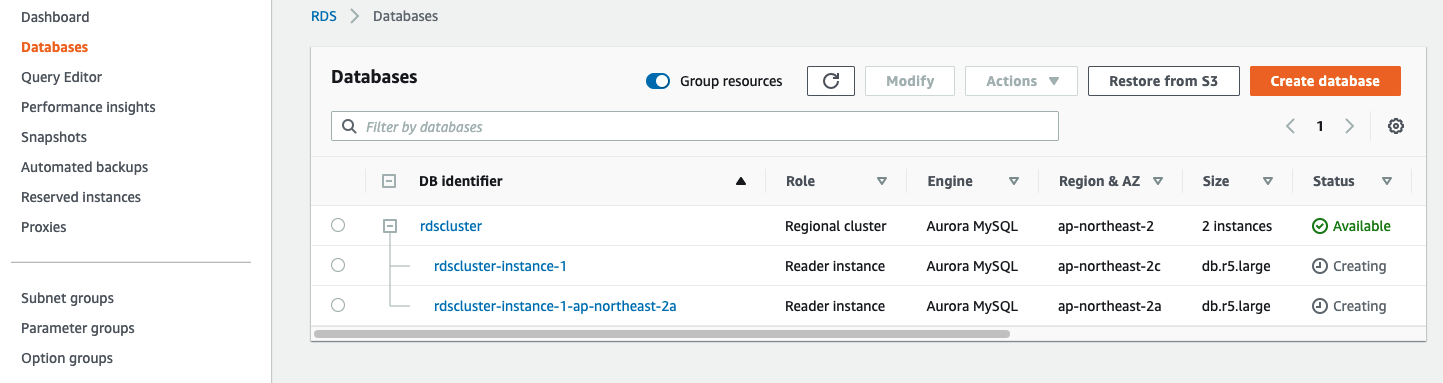 Dashboard
Databases
Query Editor
Performance insights
Snapshots
Automated backups
Reserved instances
Proxies
Subnet groups
Parameter groups
Option groups
RDS > Databases
Databases
Group resources
Modify
Actions
Restore from S3
Create database
Filter by databases
1
DB identifier Role Engine Region & AZ Size Status
rdscluster Regional cluster Aurora MySQL ap-northeast-2 2 instances Available
rdscluster-instance-1 Reader instance Aurora MySQL ap-northeast-2c db.r5.large Creating
rdscluster-instance-1-ap-northeast-2a Reader instance Aurora MySQL ap-northeast-2a db.r5.large Creating